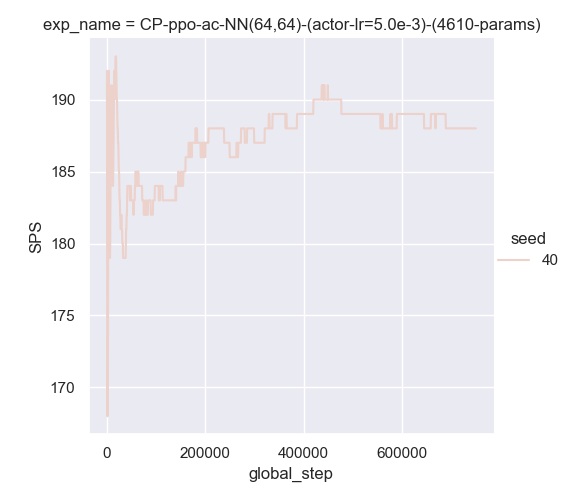 exp_name = CP-ppo-ac-NN(64,64)-(actor-lr=5.0e-3)-(4610-params)
190
185
180
175
170
SPS
0 200000 400000 600000
global_step
seed
40